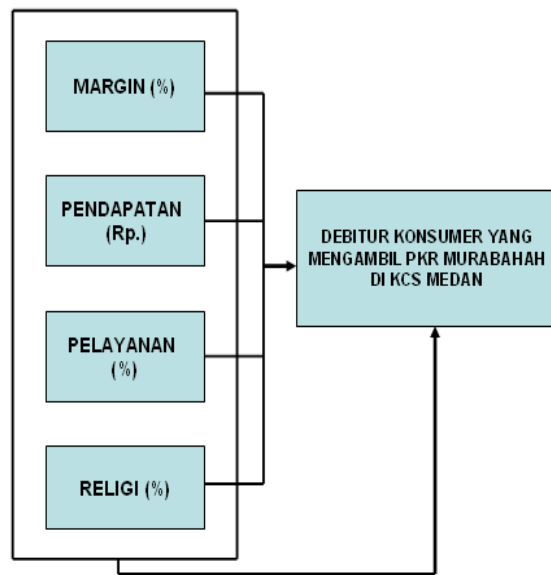 MARGIN (%)
PENDAPATAN
(Rp.)
DEBITUR KONSUMER YANG
MENGAMBIL PKR MURABAHAH
DI KCS MEDAN
PELAYANAN
(%)
RELIGI (%)